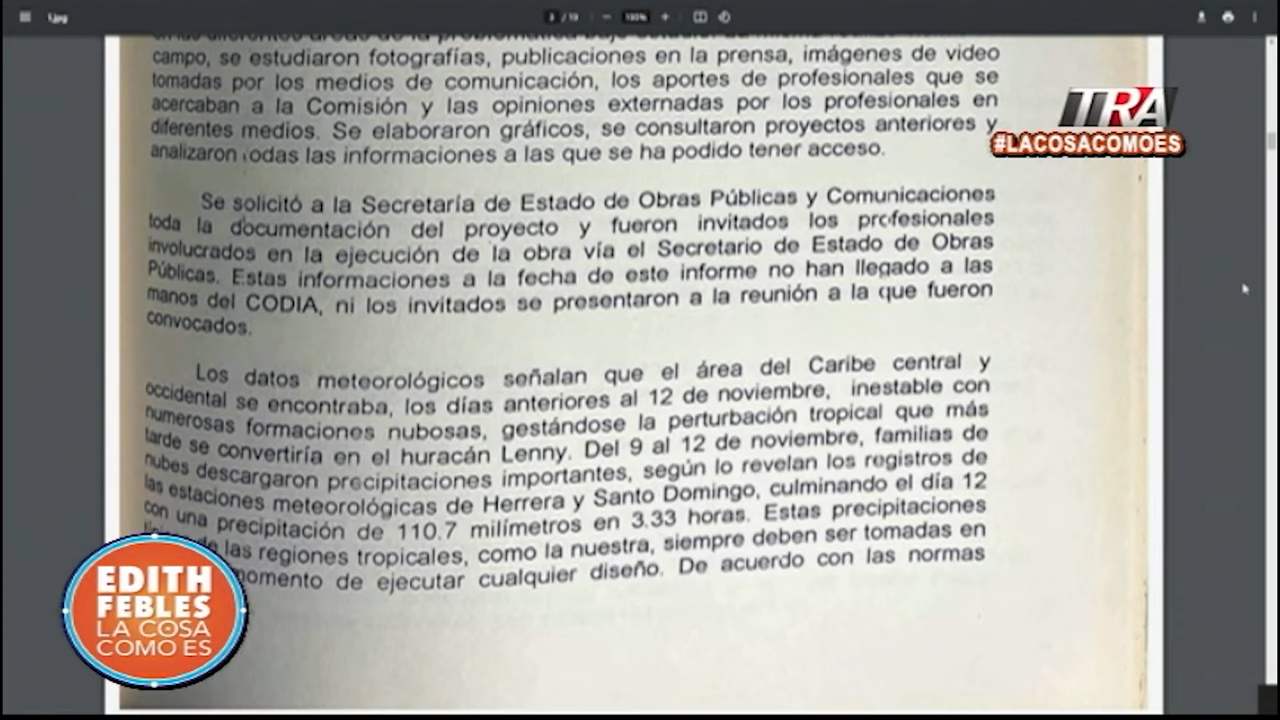 1.jpg
3 / 19
100%
campo, se estudiaron fotografías, publicaciones en la prensa, imágenes de video
tomadas por los medios de comunicación, los aportes de profesionales que se
acercaban a la Comisión y las opiniones externadas por los profesionales en
diferentes medios. Se elaboraron gráficos, se consultaron proyectos anteriores y
analizaron todas las informaciones a las que se ha podido tener acceso.
Se solicitó a la Secretaría de Estado de Obras Públicas y Comunicaciones
toda la documentación del proyecto y fueron invitados los profesionales
involucrados en la ejecución de la obra vía el Secretario de Estado de Obras
Públicas. Estas informaciones a la fecha de este informe no han llegado a las
manos del CODIA, ni los invitados se presentaron a la reunión a la que fueron
convocados.
Los datos meteorológicos señalan que el área del Caribe central y
occidental se encontraba, los días anteriores al 12 de noviembre, inestable con
numerosas formaciones nubosas, gestándose la perturbación tropical que más
tarde se convertiría en el huracán Lenny. Del 9 al 12 de noviembre, familias de
nubes descargaron precipitaciones importantes, según lo revelan los registros de
las estaciones meteorológicas de Herrera y Santo Domingo, culminando el día 12
con una precipitación de 110.7 milímetros en 3.33 horas. Estas precipitaciones
de las regiones tropicales, como la nuestra, siempre deben ser tomadas en
momento de ejecutar cualquier diseño. De acuerdo con las normas
TRA
#LACOSACOMOES
EDITH
FEBLES
LA COSA
COMO ES